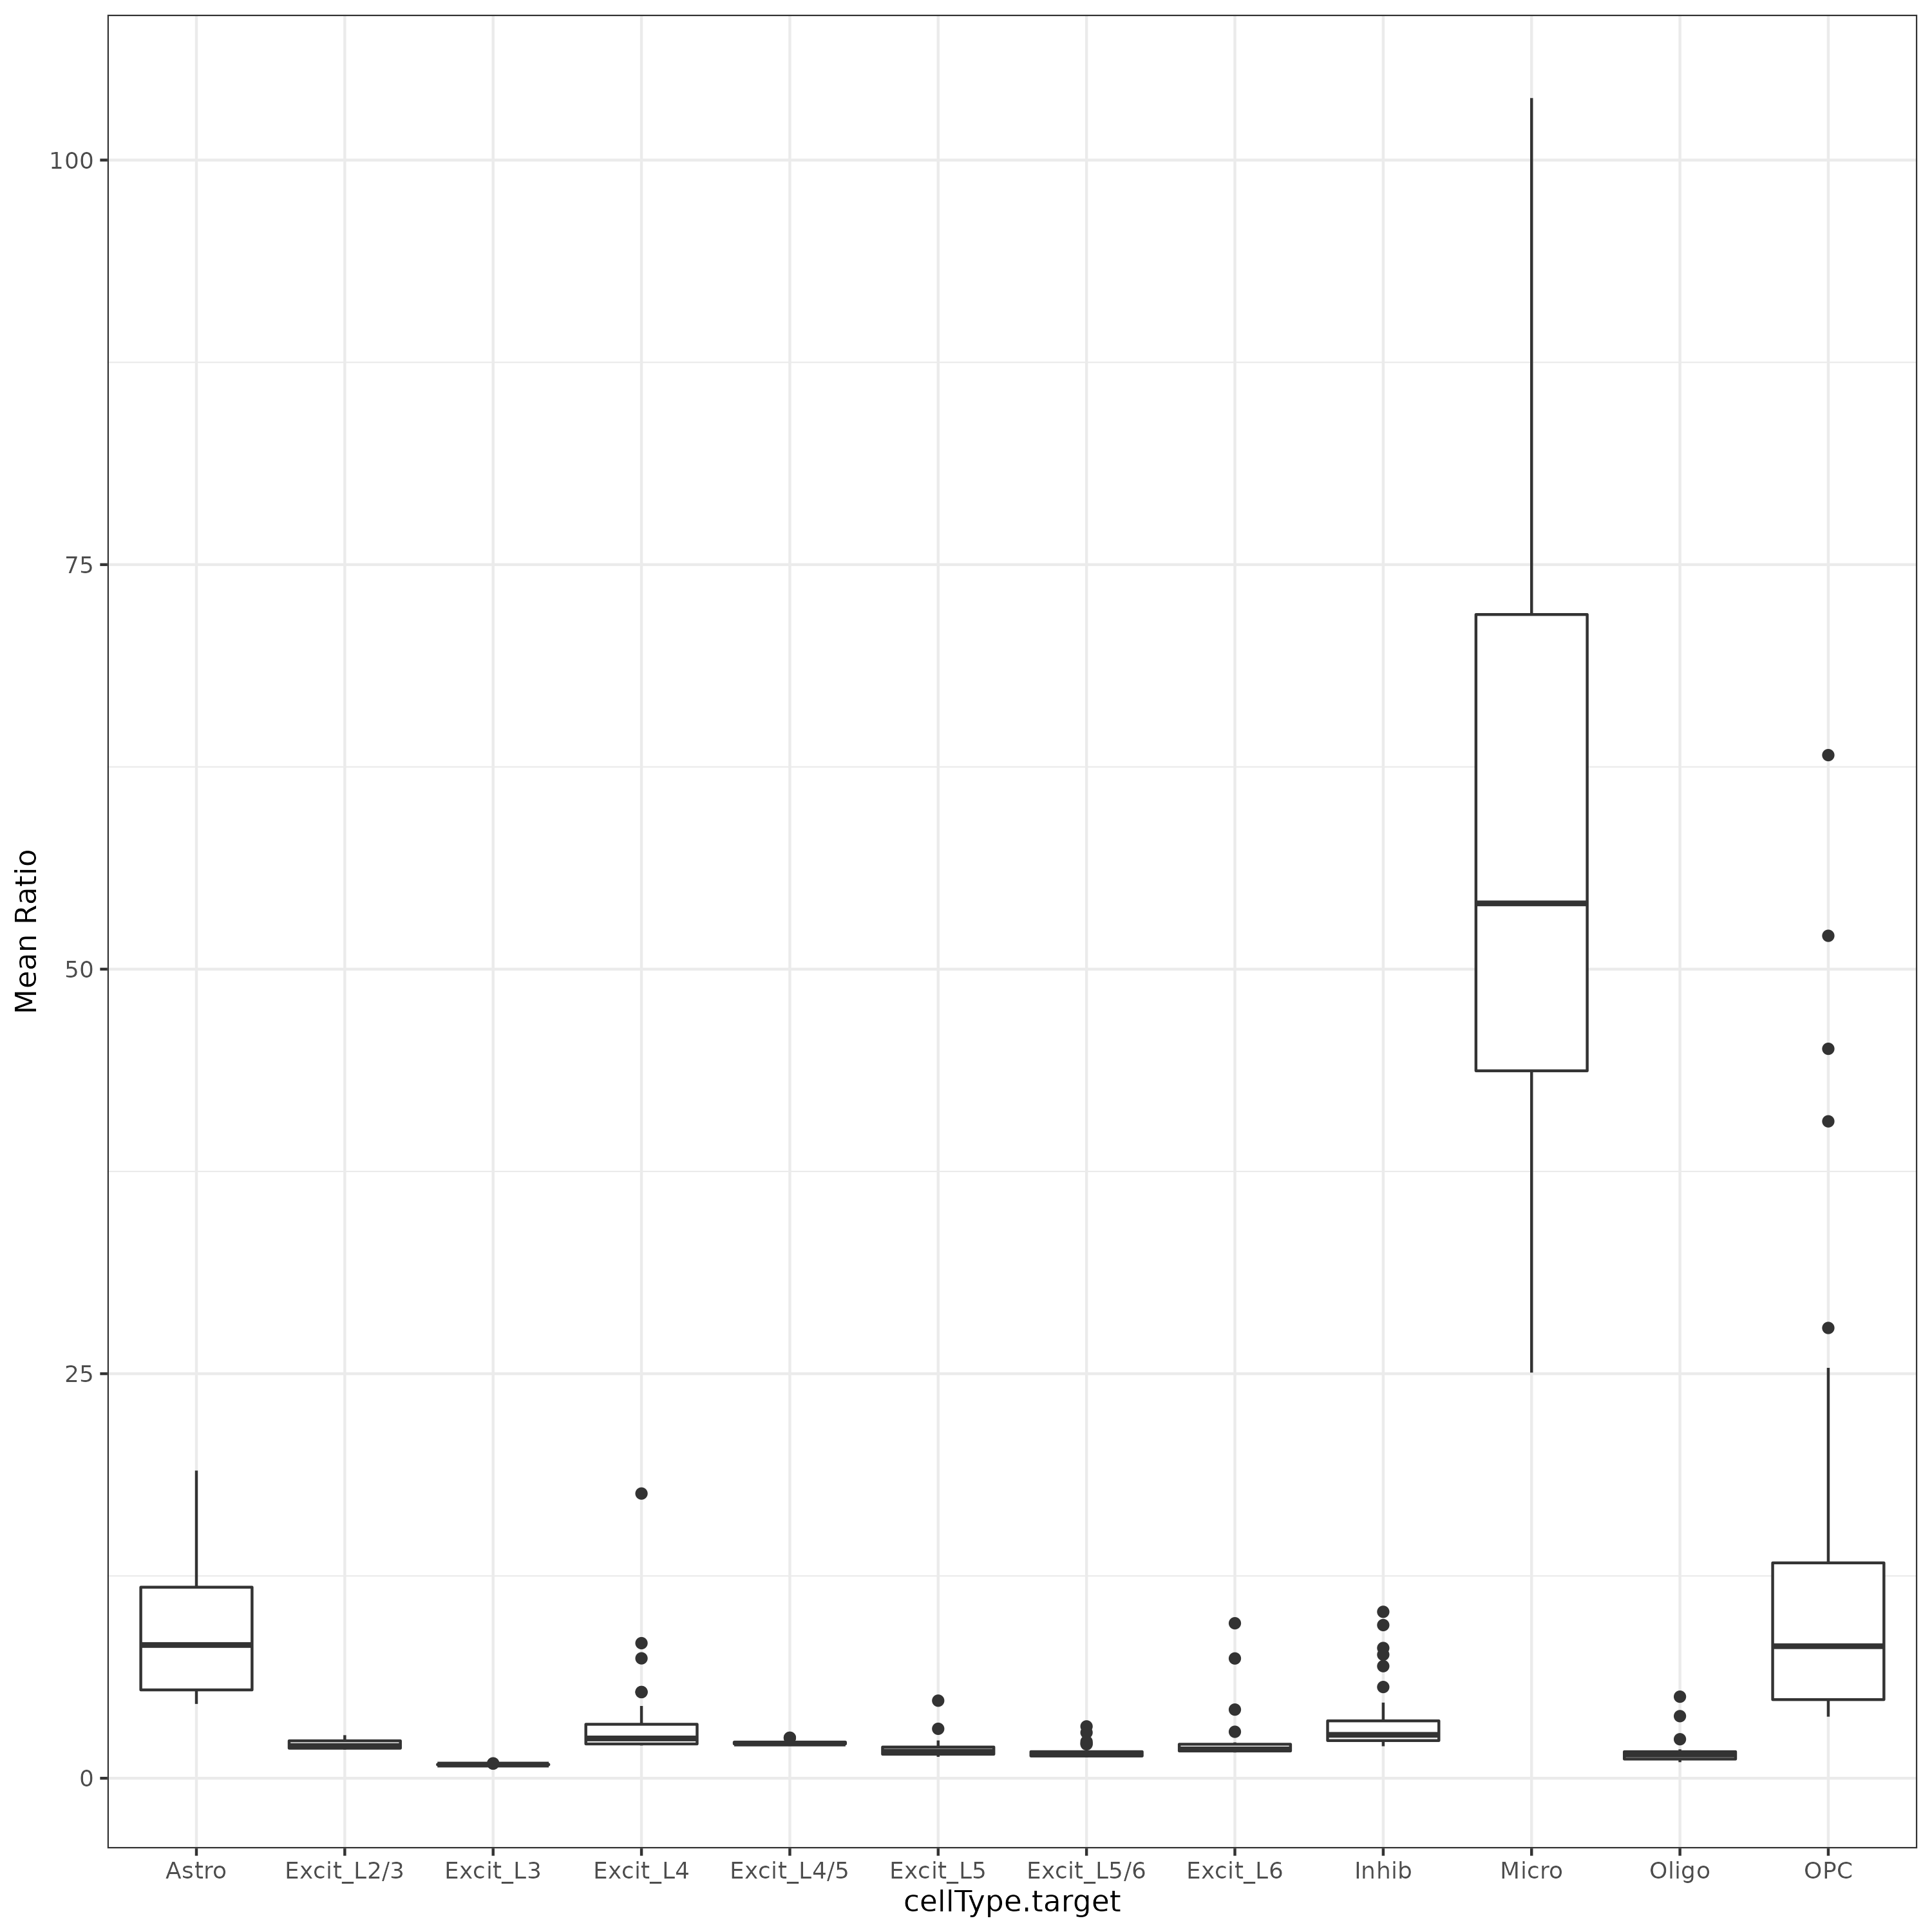 Mean Ratio
100
75
50
25
0
Astro Excit_L2/3 Excit_L3 Excit_L4 Excit_L4/5 Excit_L5 Excit_L5/6 Excit_L6 Inhib Micro Oligo OPC
cellType.target